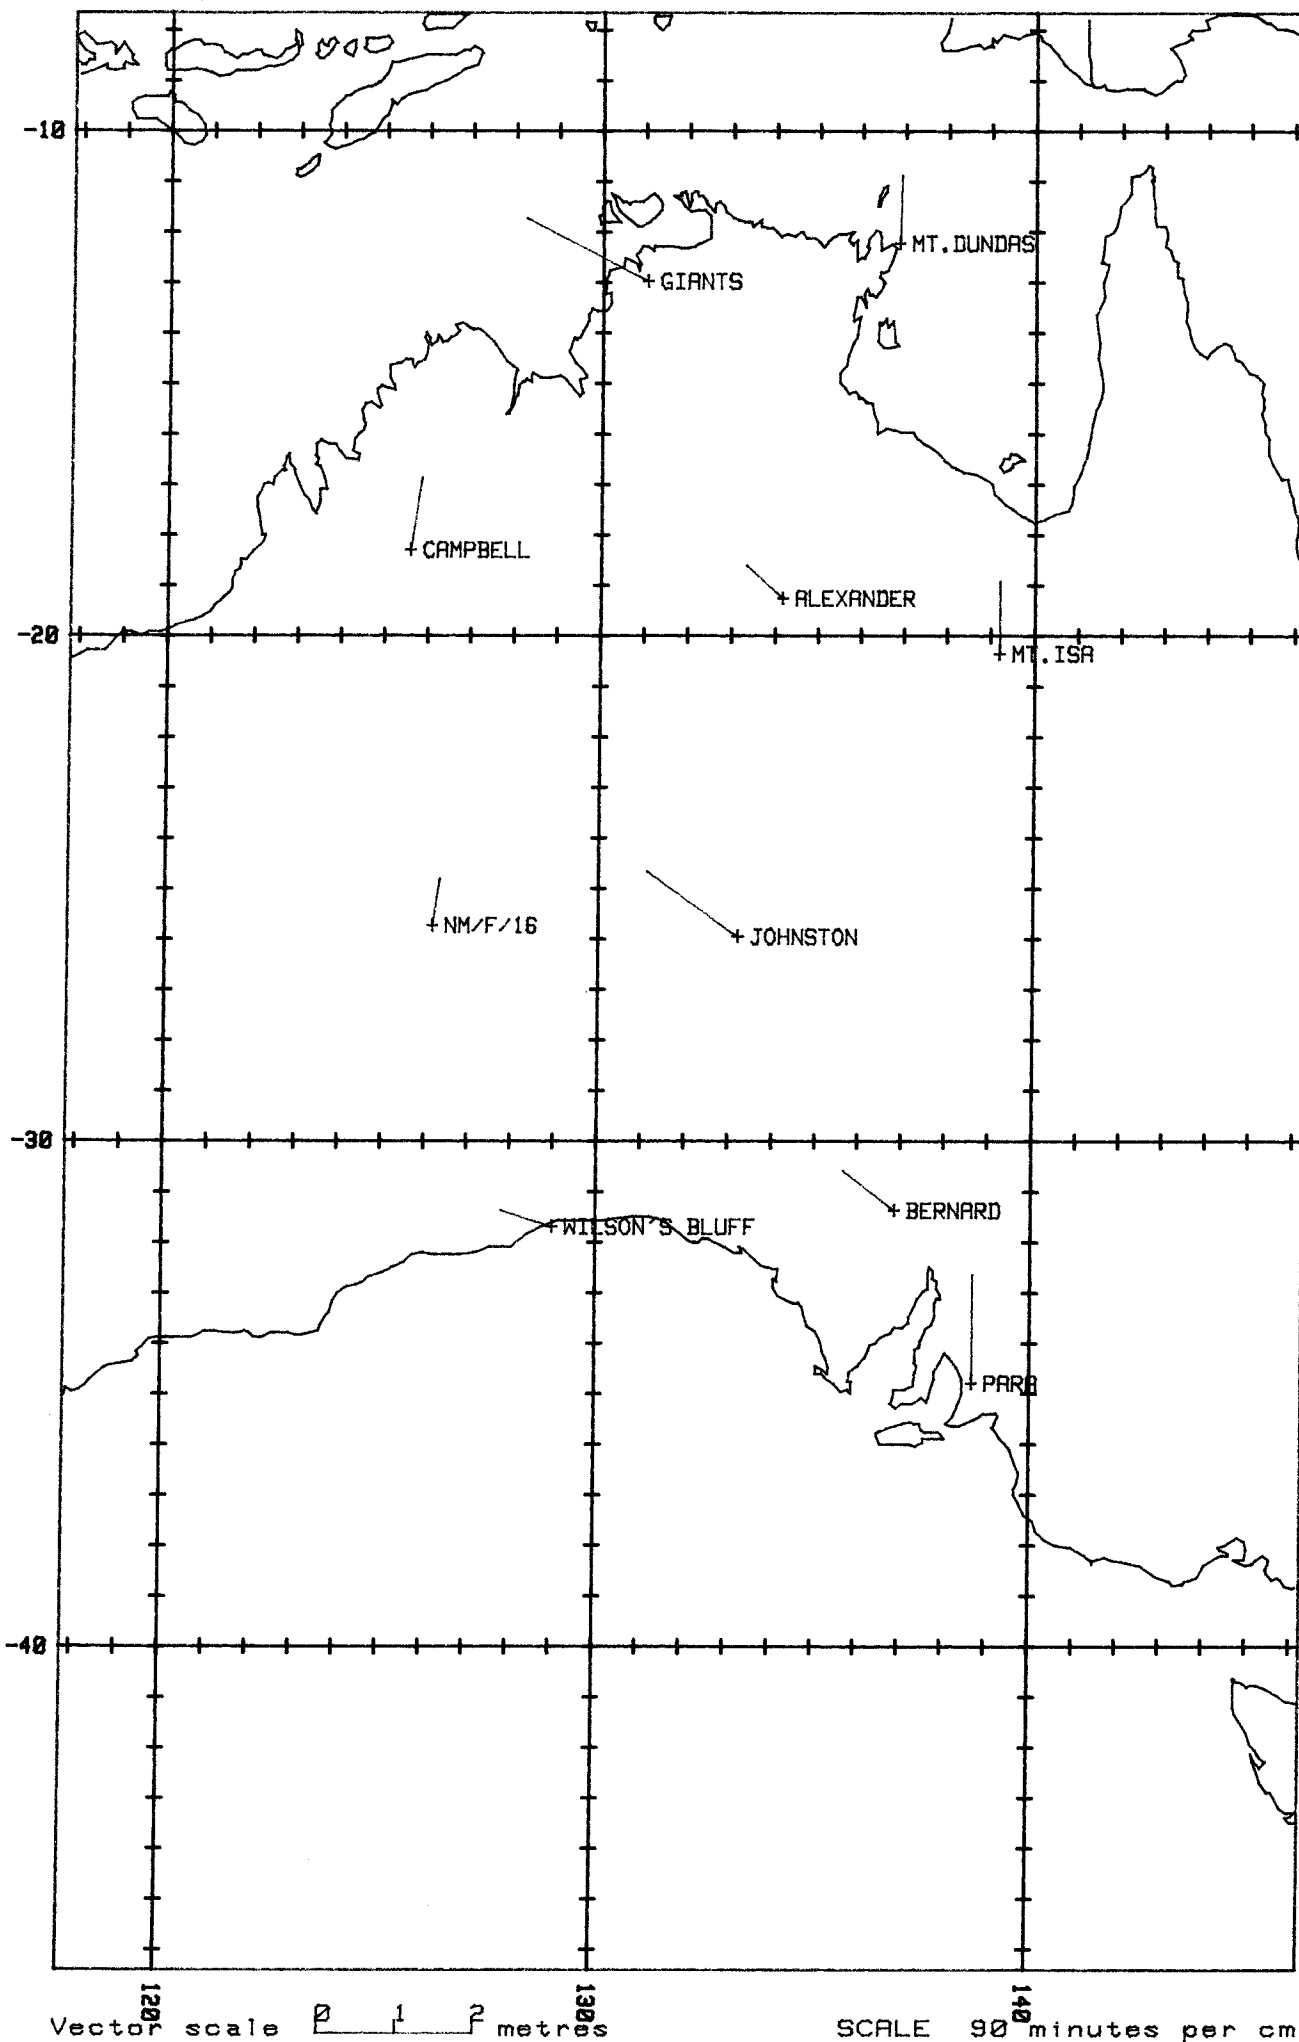 -10
MT.DUNDAS
GIANTS
CAMPBELL
ALEXANDER
-20
MT.ISA
NM/F/16
JOHNSTON
-30
BERNARD
WILSON'S BLUFF
PARA
-40
120
130
140
Vector scale 0 1 2 metres
SCALE 90 minutes per cm